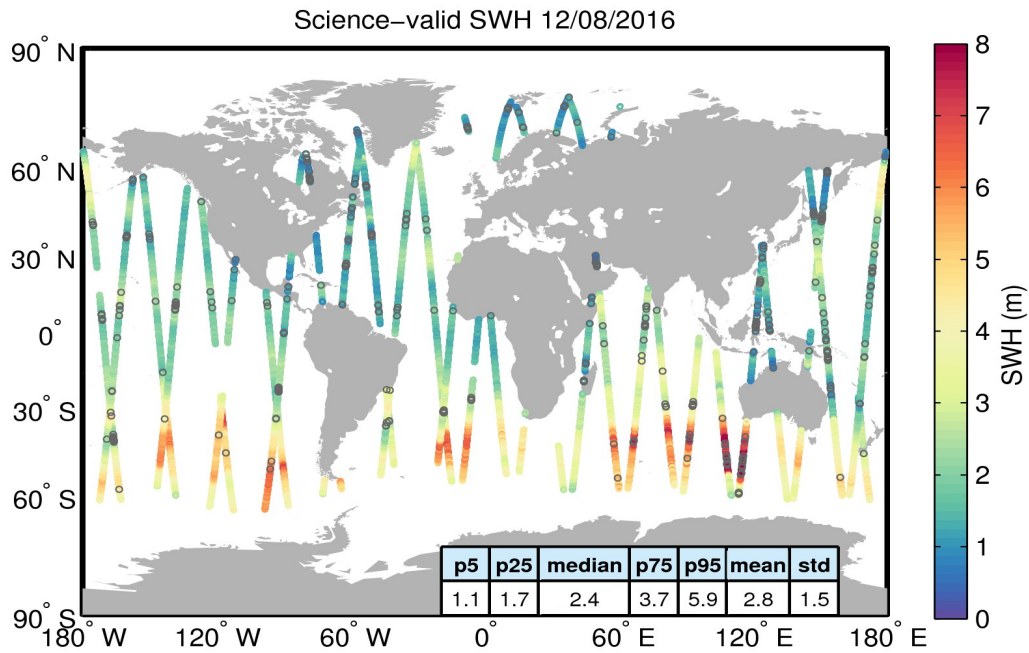 Science−valid SWH 12/08/2016
90° N
60° N
30° N
0°
30° S
60° S
90° S
180° W
120° W
60° W
0°
60° E
120° E
180° E
p5 p25 median p75 p95 mean std
1.1 1.7 2.4 3.7 5.9 2.8 1.5
8
7
6
5
4
3
2
1
0
SWH (m)